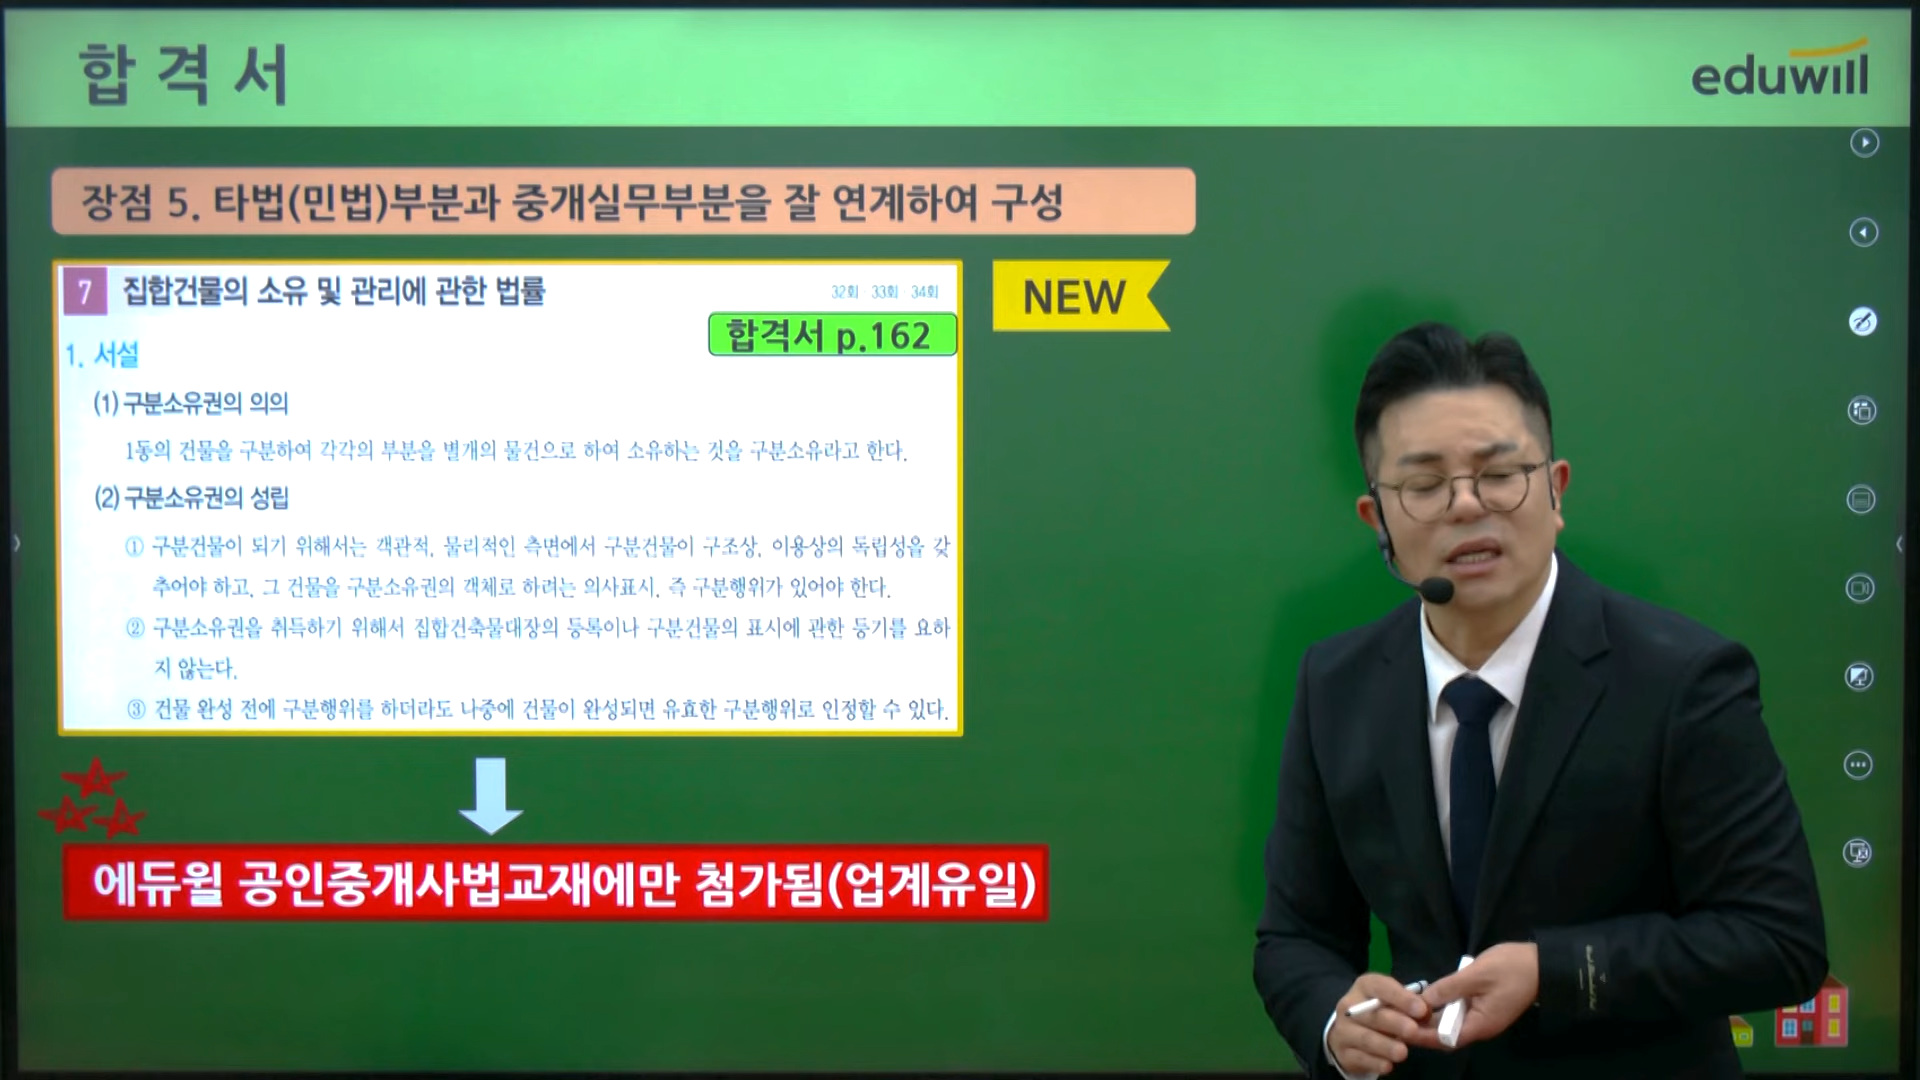 합격서
eduwill
장점 5. 타법(민법)부분과 중개실무부분을 잘 연계하여 구성
7 집합건물의 소유 및 관리에 관한 법률
32회 33회 34회
합격서 p.162
NEW
1. 서설
(1) 구분소유권의 의의
1동의 건물을 구분하여 각각의 부분을 별개의 물건으로 하여 소유하는 것을 구분소유라고 한다.
(2) 구분소유권의 성립
① 구분건물이 되기 위해서는 객관적, 물리적인 측면에서 구분건물이 구조상, 이용상의 독립성을 갖
추어야 하고, 그 건물을 구분소유권의 객체로 하려는 의사표시, 즉 구분행위가 있어야 한다.
② 구분소유권을 취득하기 위해서 집합건축물대장의 등록이나 구분건물의 표시에 관한 등기를 요하
지 않는다.
③ 건물 완성 전에 구분행위를 하더라도 나중에 건물이 완성되면 유효한 구분행위로 인정할 수 있다.
에듀윌 공인중개사법교재에만 첨가됨(업계유일)